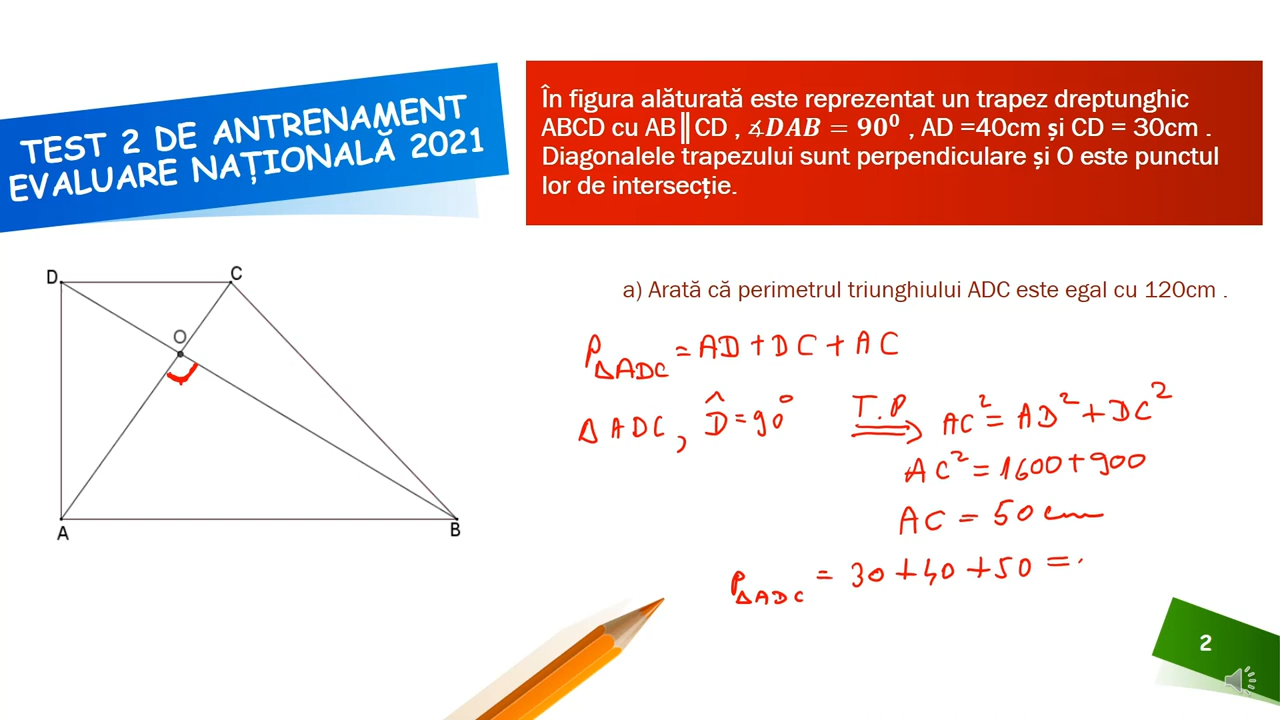 TEST 2 DE ANTRENAMENT
EVALUARE NAȚIONALĂ 2021
În figura alăturată este reprezentat un trapez dreptunghic
ABCD cu AB║CD , ∢DAB = 90⁰ , AD =40cm și CD = 30cm .
Diagonalele trapezului sunt perpendiculare și O este punctul
lor de intersecție.
D
C
O
A
B
a) Arată că perimetrul triunghiului ADC este egal cu 120cm .
P ΔADC = AD + DC + AC
Δ ADC, D̂ = 90° T.P ⟹ AC² = AD² + DC²
AC² = 1600 + 900
AC = 50 cm
P ΔADC = 30 + 40 + 50 =
2